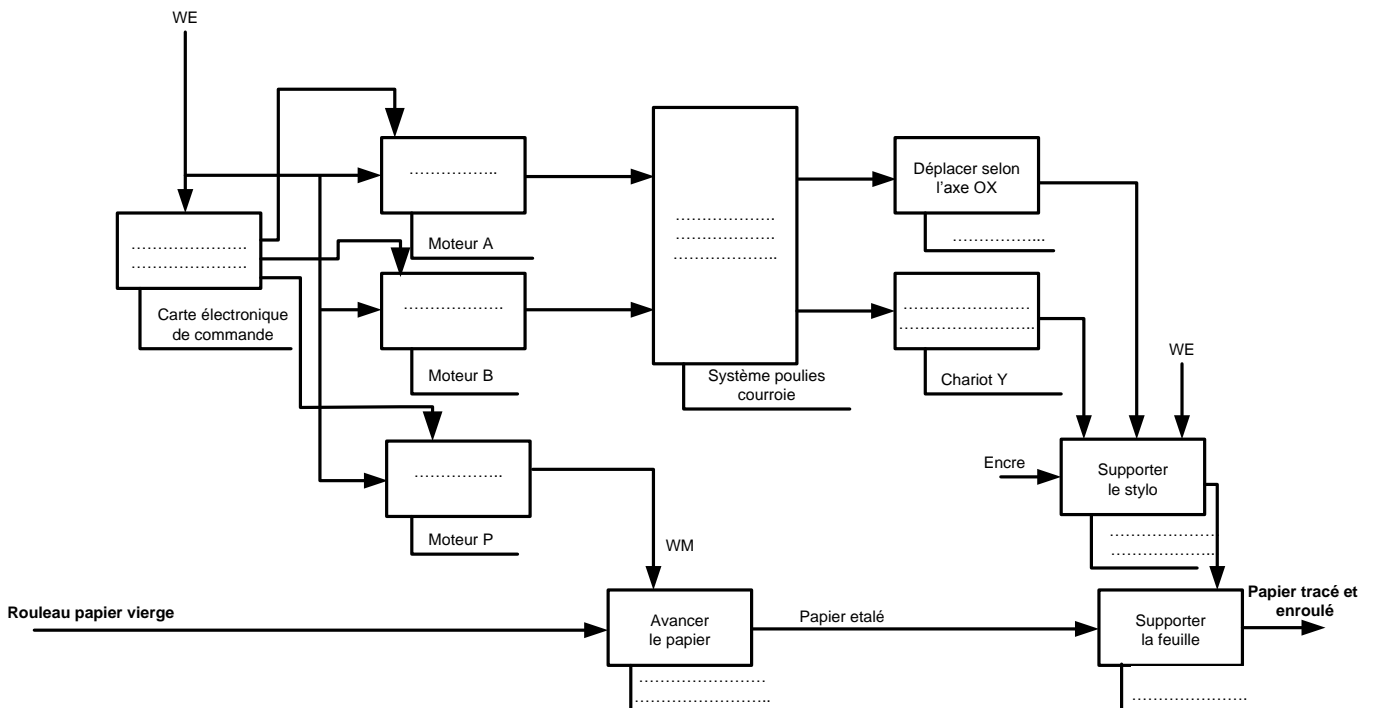 WE
………………..
Déplacer selon
l'axe OX
…………………
…………………
Moteur A
…………………
…………………
…………………
………………...
Carte électronique
de commande
………………….
……………………….
……………………….
Moteur B
Système poulies
courroie
Chariot Y
WE
Encre
Supporter
le stylo
………………..
Moteur P
WM
…………………
…………………
Rouleau papier vierge
Avancer
le papier
Papier etalé
Supporter
la feuille
Papier tracé et
enroulé
……………………
……………………..
………………….